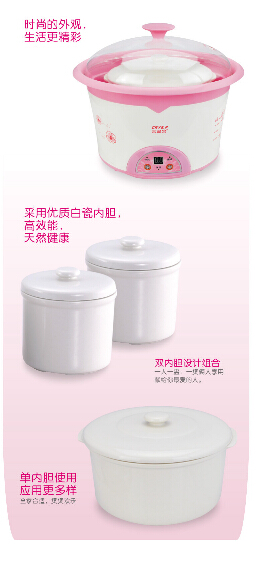 时尚的外观，
生活更精彩
采用优质白瓷内胆，
高效能，
天然健康
双内胆设计组合
单内胆使用
应用更多样